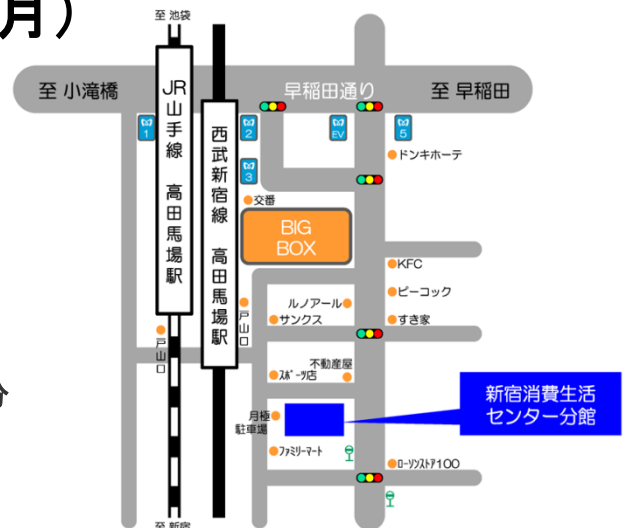 月）
至 池袋
至 小滝橋
早稲田通り
至 早稲田
JR山手線 高田馬場駅
西武新宿線 高田馬場駅
1
2
EV
5
3
ドンキホーテ
交番
BIG
BOX
KFC
ピーコック
ルノアール
サンクス
すき家
戸山口
戸山口
不動産屋
スポーツ店
分
新宿消費生活
センター分館
月極
駐車場
ファミリーマート
ローソンストア100
至 新宿